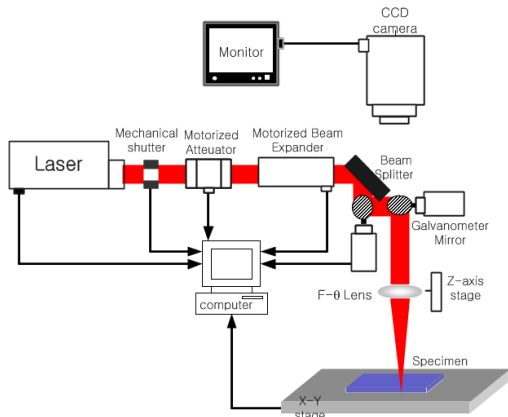 CCD
camera
Monitor
Mechanical
shutter
Motorized
Atteuator
Motorized Beam
Expander
Beam
Splitter
Laser
Galvanometer
Mirror
computer
F-θ Lens
Z-axis
stage
Specimen
X-Y
stage